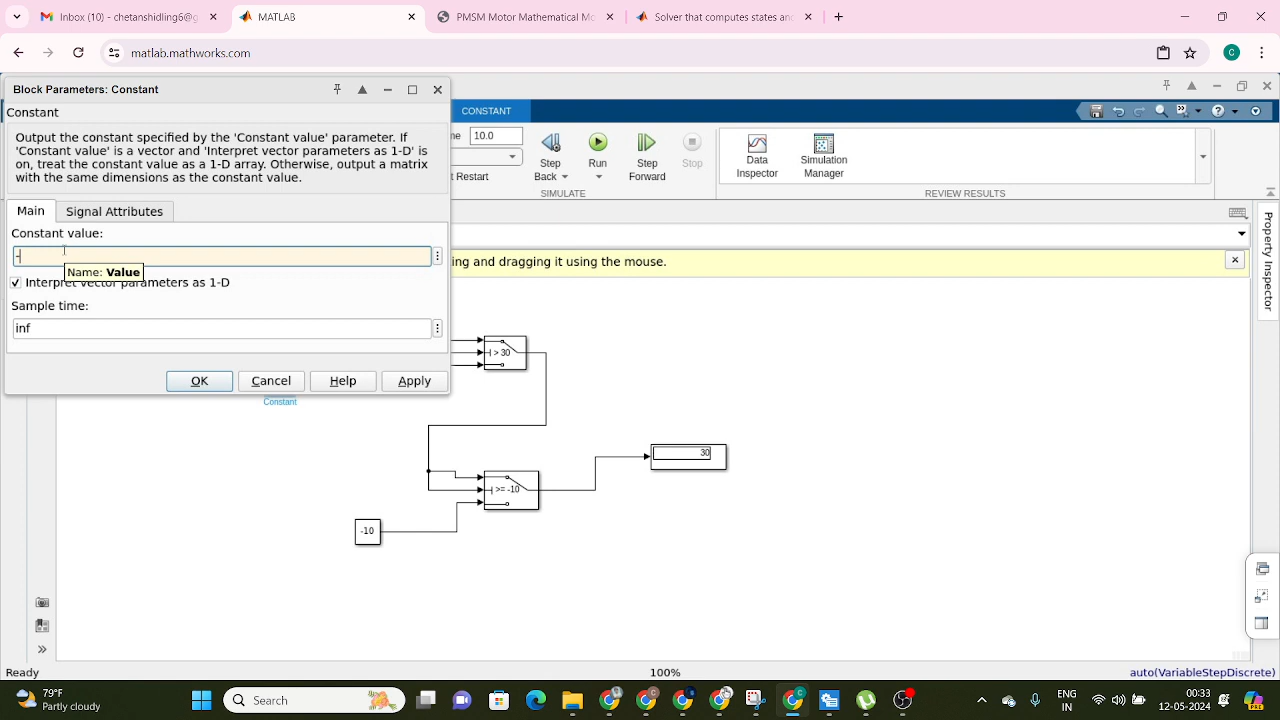 Inbox (10) - chetanshidling6@g
MATLAB
PMSM Motor Mathematical Mo
Solver that computes states and
matlab.mathworks.com
C
Block Parameters: Constant
Constant
Output the constant specified by the 'Constant value' parameter. If
'Constant value' is a vector and 'Interpret vector parameters as 1-D' is
on, treat the constant value as a 1-D array. Otherwise, output a matrix
with the same dimensions as the constant value.
Main
Signal Attributes
Constant value:
-
Name: Value
Interpret vector parameters as 1-D
Sample time:
inf
OK
Cancel
Help
Apply
CONSTANT
me
10.0
t Restart
Step
Back
Run
Step
Forward
Stop
SIMULATE
Data
Inspector
Simulation
Manager
REVIEW RESULTS
ing and dragging it using the mouse.
Property Inspector
> 30
Constant
>= -10
30
-10
Ready
100%
auto(VariableStepDiscrete)
79°F
Partly cloudy
Search
ENG
IN
00:33
12-05-2024